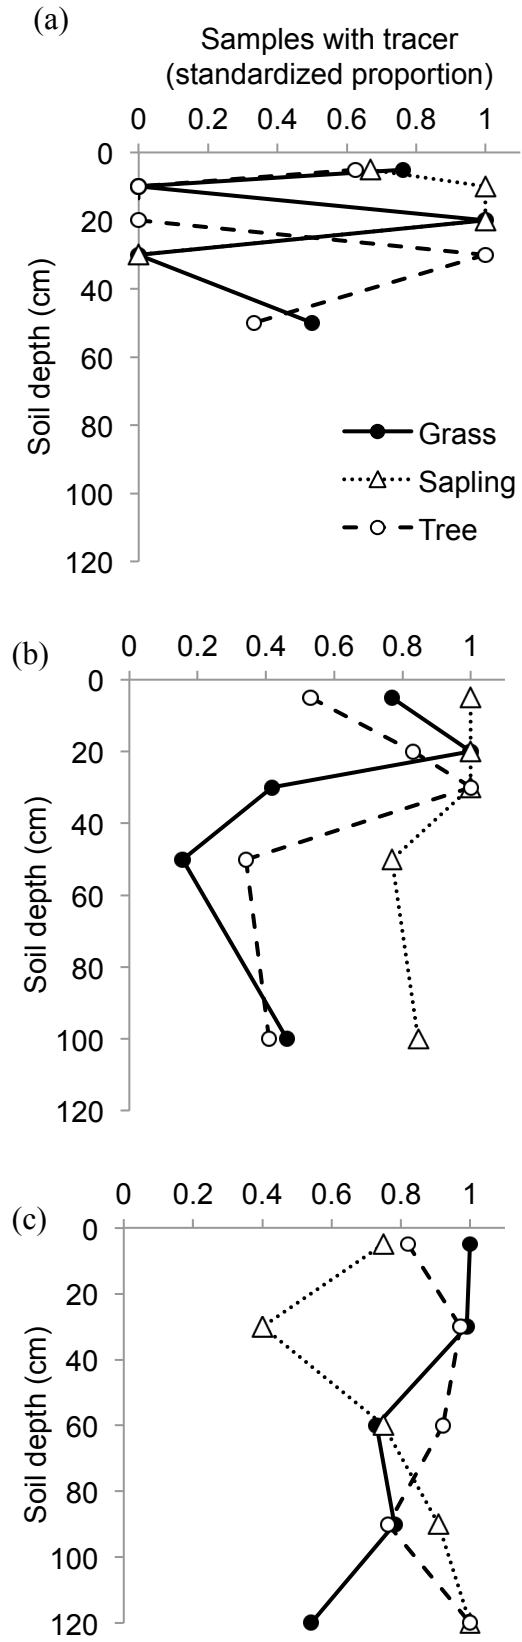 (a)
Samples with tracer
(standardized proportion)
0 0.2 0.4 0.6 0.8 1
0
20
40
60
80
100
120
Soil depth (cm)
Grass
Sapling
Tree
(b)
0 0.2 0.4 0.6 0.8 1
0
20
40
60
80
100
120
Soil depth (cm)
(c)
0 0.2 0.4 0.6 0.8 1
0
20
40
60
80
100
120
Soil depth (cm)